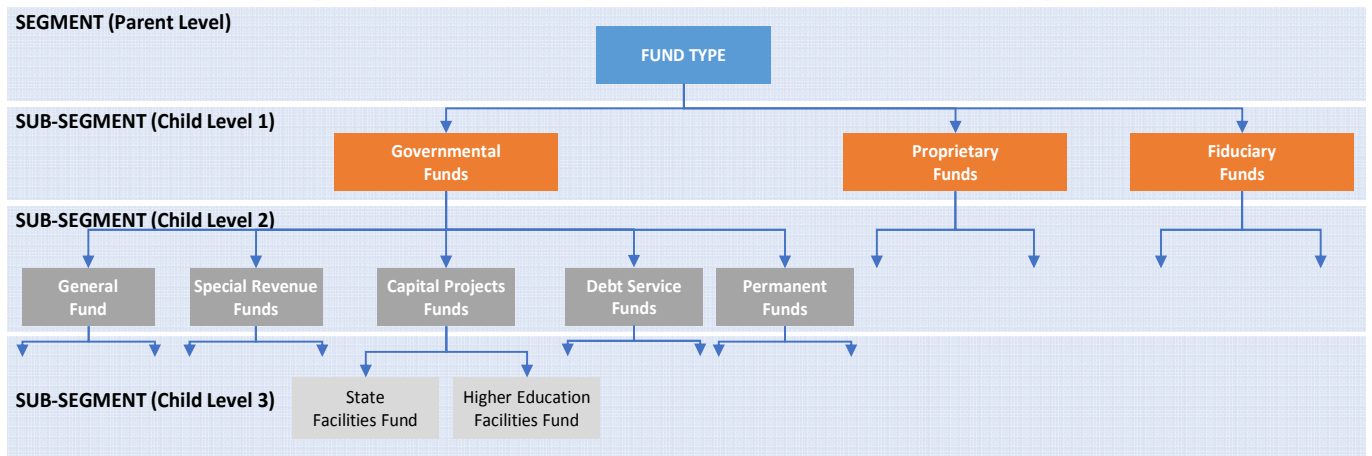 SEGMENT (Parent Level)
FUND TYPE
SUB-SEGMENT (Child Level 1)
Governmental
Funds
Proprietary
Funds
Fiduciary
Funds
SUB-SEGMENT (Child Level 2)
General
Fund
Special Revenue
Funds
Capital Projects
Funds
Debt Service
Funds
Permanent
Funds
SUB-SEGMENT (Child Level 3)
State
Facilities Fund
Higher Education
Facilities Fund